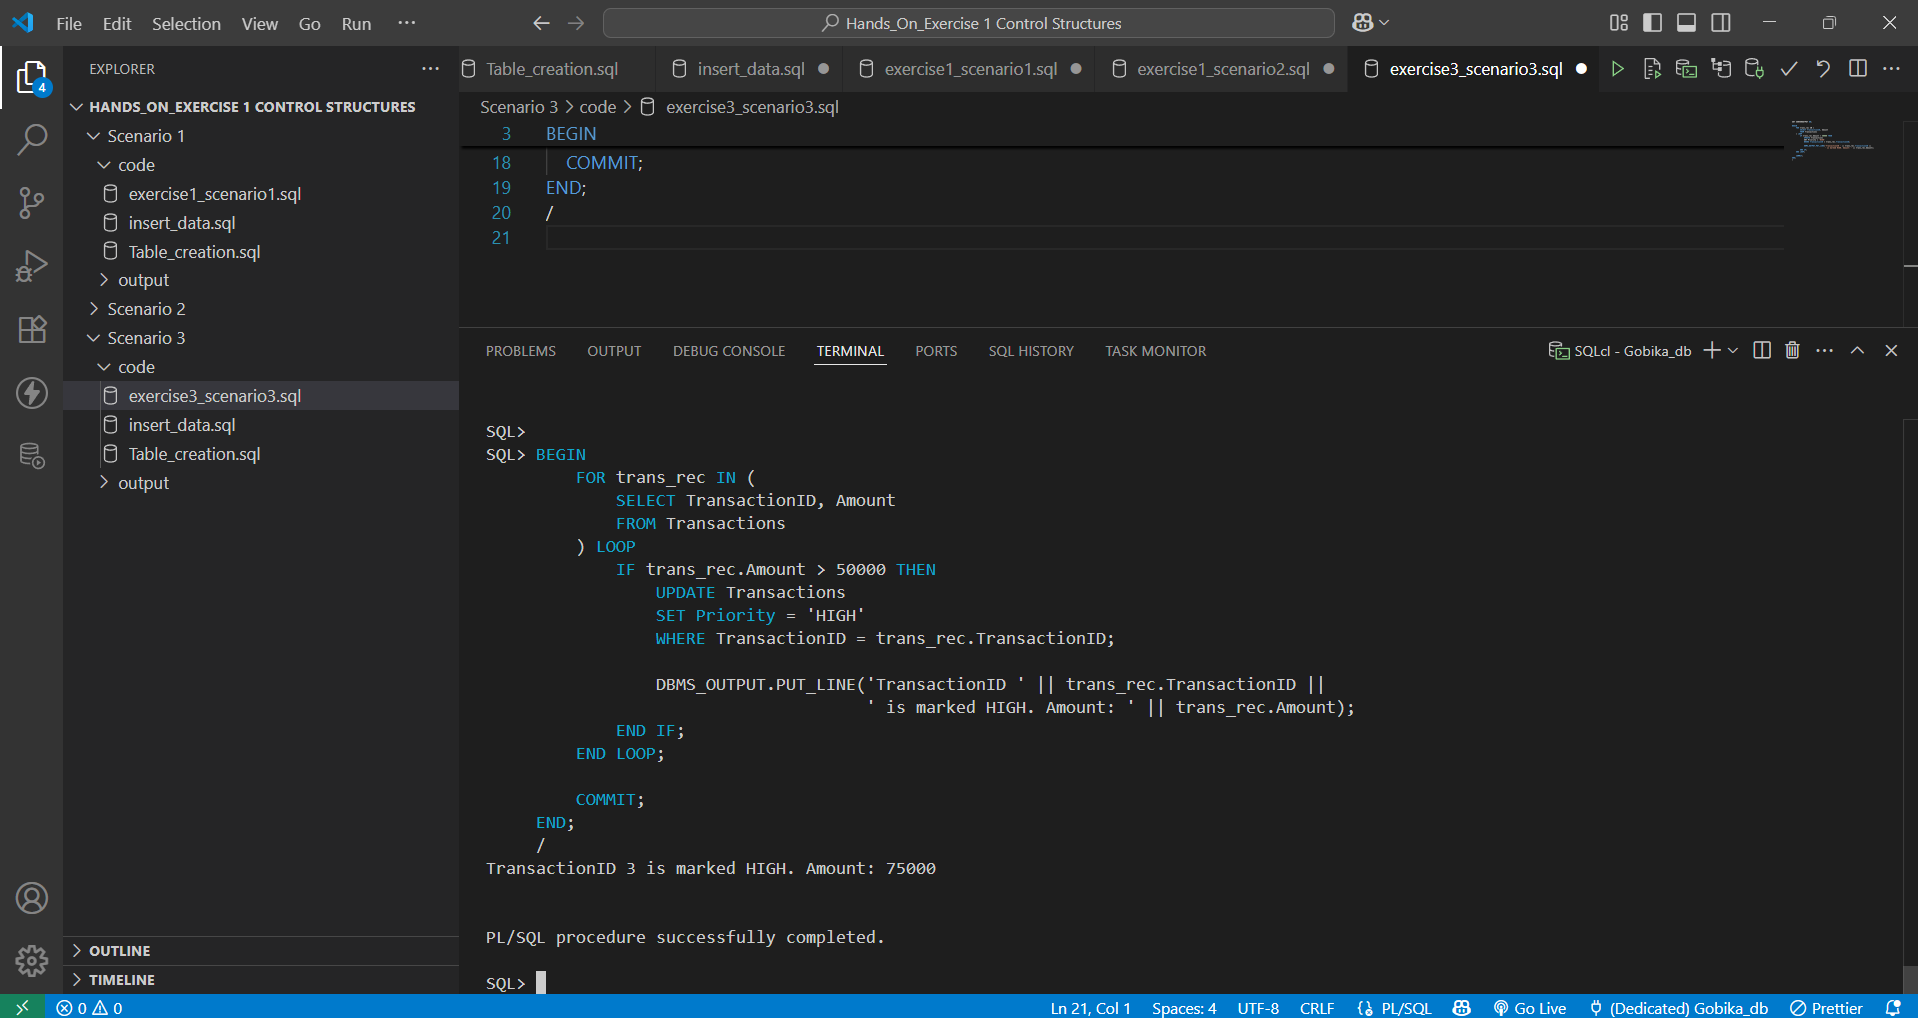 File Edit Selection View Go Run ···
Hands_On_Exercise 1 Control Structures
EXPLORER ···
Table_creation.sql
insert_data.sql
exercise1_scenario1.sql
exercise1_scenario2.sql
exercise3_scenario3.sql
4
HANDS_ON_EXERCISE 1 CONTROL STRUCTURES
Scenario 1
code
exercise1_scenario1.sql
insert_data.sql
Table_creation.sql
output
Scenario 2
Scenario 3
code
exercise3_scenario3.sql
insert_data.sql
Table_creation.sql
output
OUTLINE
TIMELINE
Scenario 3 > code > exercise3_scenario3.sql
3 BEGIN
18 COMMIT;
19 END;
20 /
21
PROBLEMS OUTPUT DEBUG CONSOLE TERMINAL PORTS SQL HISTORY TASK MONITOR
SQLcl - Gobika_db
SQL>
SQL> BEGIN
FOR trans_rec IN (
SELECT TransactionID, Amount
FROM Transactions
) LOOP
IF trans_rec.Amount > 50000 THEN
UPDATE Transactions
SET Priority = 'HIGH'
WHERE TransactionID = trans_rec.TransactionID;
DBMS_OUTPUT.PUT_LINE('TransactionID ' || trans_rec.TransactionID ||
' is marked HIGH. Amount: ' || trans_rec.Amount);
END IF;
END LOOP;
COMMIT;
END;
/
TransactionID 3 is marked HIGH. Amount: 75000
PL/SQL procedure successfully completed.
SQL>
0 0
Ln 21, Col 1 Spaces: 4 UTF-8 CRLF PL/SQL Go Live (Dedicated) Gobika_db Prettier